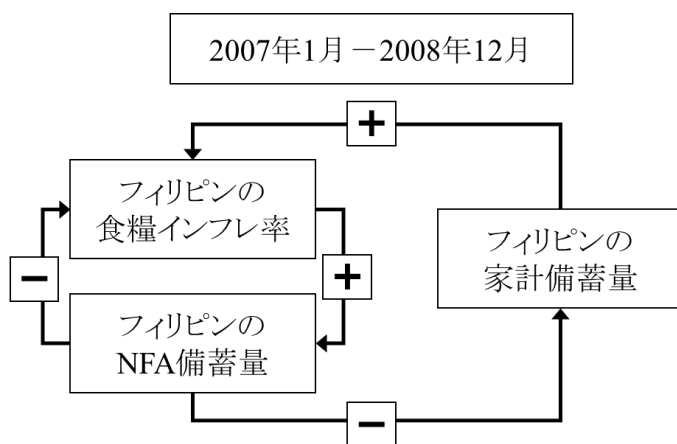 2007年1月－2008年12月
+
フィリピンの
食糧インフレ率
フィリピンの
家計備蓄量
−
+
フィリピンの
NFA備蓄量
−